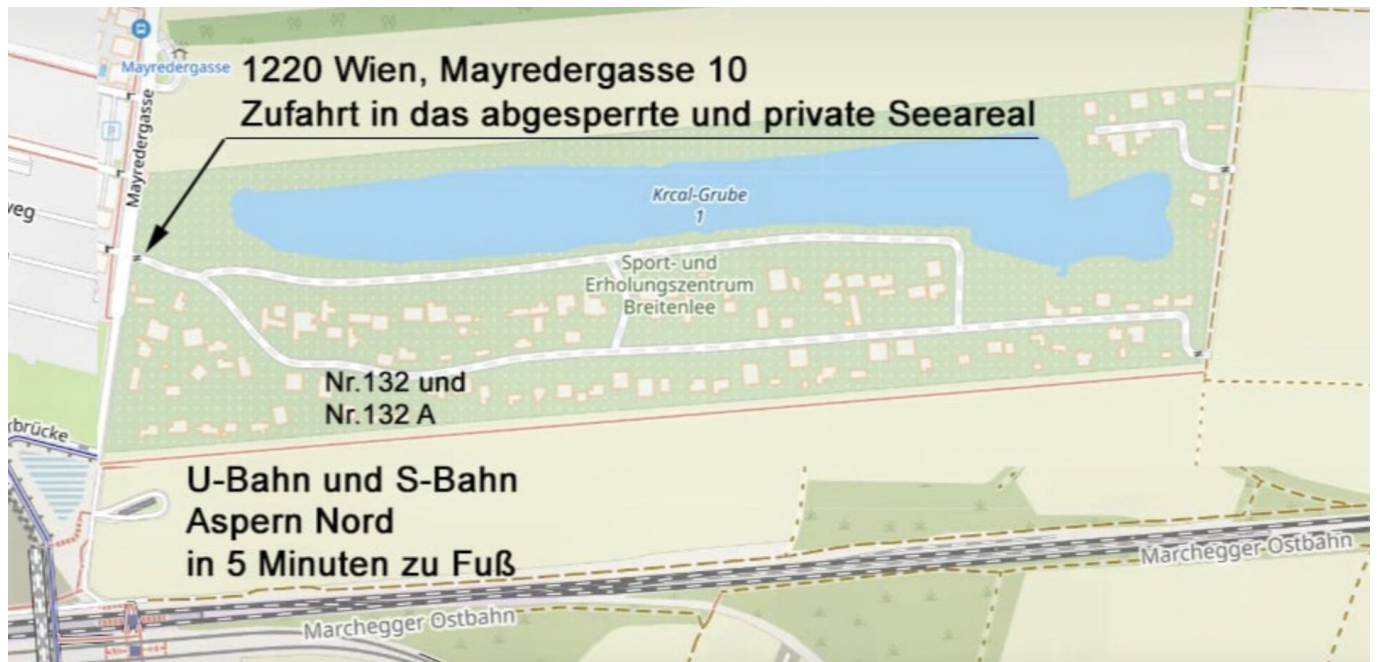 Mayredergasse
1220 Wien, Mayredergasse 10
Zufahrt in das abgesperrte und private Seeareal
Mayredergasse
P
weg
Krcal-Grube
1
Sport- und
Erholungszentrum
Breitenlee
Nr.132 und
Nr.132 A
rbrücke
U-Bahn und S-Bahn
Aspern Nord
in 5 Minuten zu Fuß
Marchegger Ostbahn
Marchegger Ostbahn